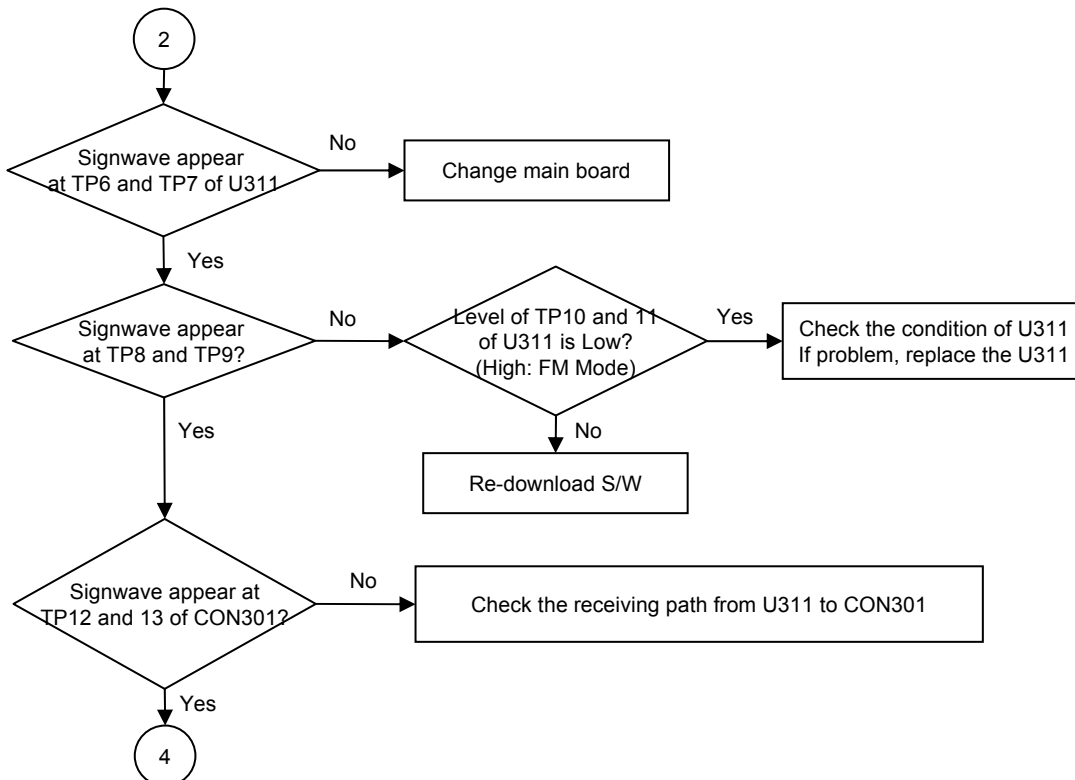 2
Signwave appear
at TP6 and TP7 of U311
No
Change main board
Yes
Signwave appear
at TP8 and TP9?
No
Level of TP10 and 11
of U311 is Low?
(High: FM Mode)
Yes
Check the condition of U311
If problem, replace the U311
Yes
No
Re-download S/W
Signwave appear at
TP12 and 13 of CON301?
No
Check the receiving path from U311 to CON301
Yes
4